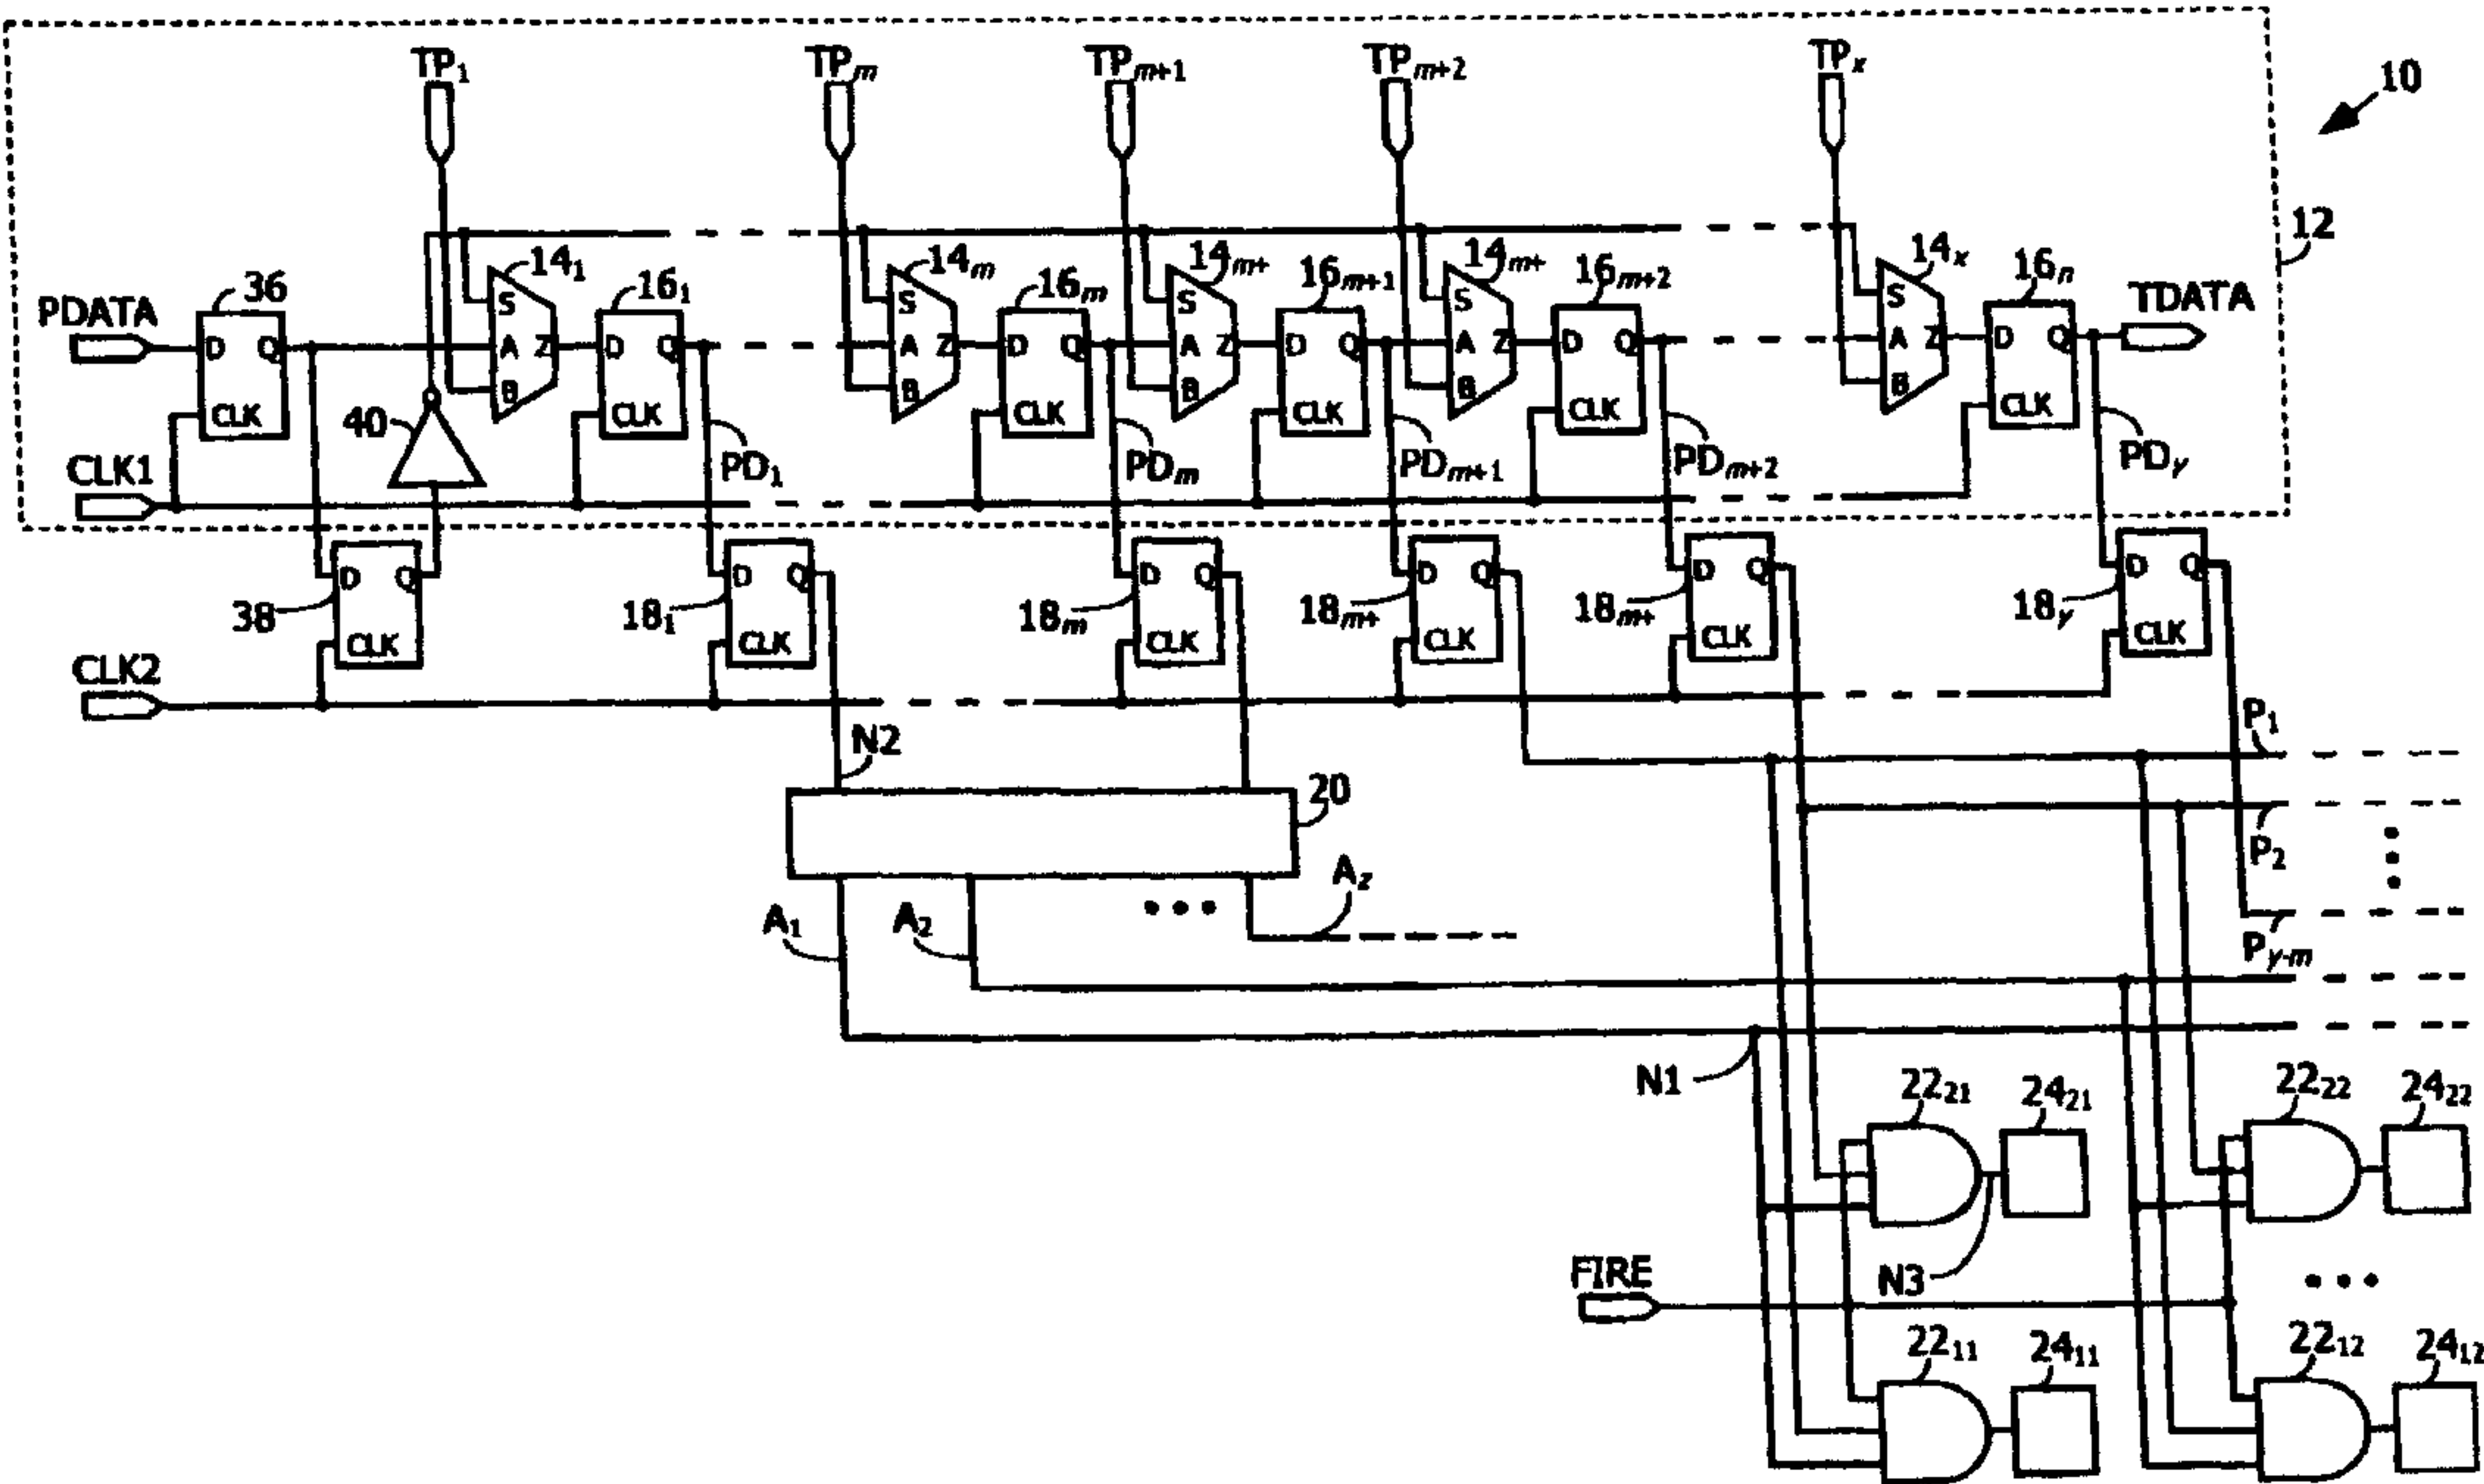 TP1 TPm TPm+1 TPm+2 TPx
10
12
36 14₁ 16₁ 14m 16m 14m+ 16m+1 14m+ 16m+2 14x 16n
PDATA TDATA
D Q CLK
S A B Z
D Q CLK
S A B Z
D Q CLK
S A B Z
D Q CLK
S A B Z
D Q CLK
S A B Z
D Q CLK
40
CLK1
PD1 PDm PDm+1 PDm+2 PDy
D Q CLK
D Q CLK
D Q CLK
D Q CLK
D Q CLK
D Q CLK
38 18₁ 18m 18m+ 18m+ 18y
CLK2
N2
20
P1
P2
Py-m
A1 A2 ••• Az
N1
22₂₁ 24₂₁ 22₂₂ 24₂₂
FIRE
N3
•••
22₁₁ 24₁₁ 22₁₂ 24₁₂